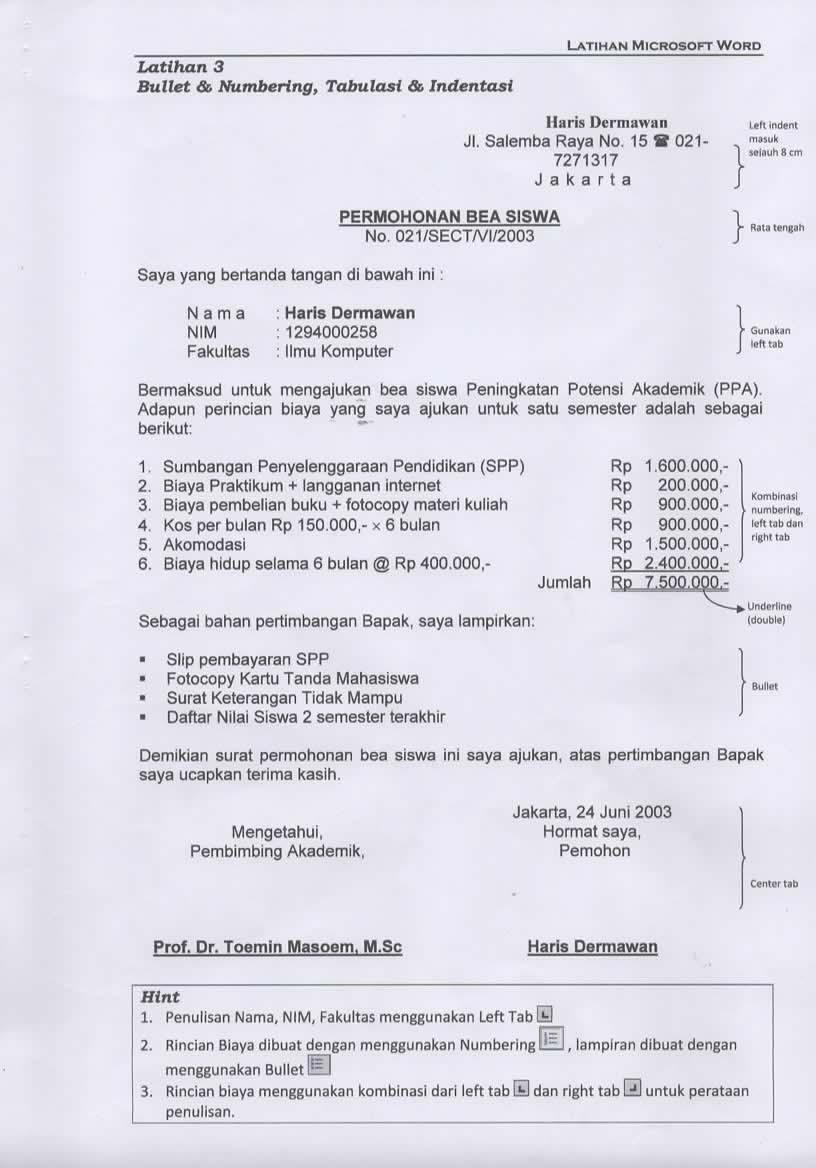 LATIHAN MICROSOFT WORD
Latihan 3
Bullet & Numbering, Tabulasi & Indentasi
Haris Dermawan
Jl. Salemba Raya No. 15 ☎ 021-
7271317
J a k a r t a
Left indent
masuk
sejauh 8 cm
PERMOHONAN BEA SISWA
No. 021/SECT/VI/2003
Rata tengah
Saya yang bertanda tangan di bawah ini :
N a m a : Haris Dermawan
NIM : 1294000258
Fakultas : Ilmu Komputer
Gunakan
left tab
Bermaksud untuk mengajukan bea siswa Peningkatan Potensi Akademik (PPA).
Adapun perincian biaya yang saya ajukan untuk satu semester adalah sebagai
berikut:
1. Sumbangan Penyelenggaraan Pendidikan (SPP) Rp 1.600.000,-
2. Biaya Praktikum + langganan internet Rp 200.000,-
3. Biaya pembelian buku + fotocopy materi kuliah Rp 900.000,-
4. Kos per bulan Rp 150.000,- × 6 bulan Rp 900.000,-
5. Akomodasi Rp 1.500.000,-
6. Biaya hidup selama 6 bulan @ Rp 400.000,- Rp 2.400.000,-
Jumlah Rp 7.500.000,-
Kombinasi
numbering,
left tab dan
right tab
Underline
(double)
Sebagai bahan pertimbangan Bapak, saya lampirkan:
▪ Slip pembayaran SPP
▪ Fotocopy Kartu Tanda Mahasiswa
▪ Surat Keterangan Tidak Mampu
▪ Daftar Nilai Siswa 2 semester terakhir
Bullet
Demikian surat permohonan bea siswa ini saya ajukan, atas pertimbangan Bapak
saya ucapkan terima kasih.
Jakarta, 24 Juni 2003
Mengetahui, Hormat saya,
Pembimbing Akademik, Pemohon
Center tab
Prof. Dr. Toemin Masoem, M.Sc Haris Dermawan
Hint
1. Penulisan Nama, NIM, Fakultas menggunakan Left Tab
2. Rincian Biaya dibuat dengan menggunakan Numbering , lampiran dibuat dengan
menggunakan Bullet
3. Rincian biaya menggunakan kombinasi dari left tab dan right tab untuk perataan
penulisan.